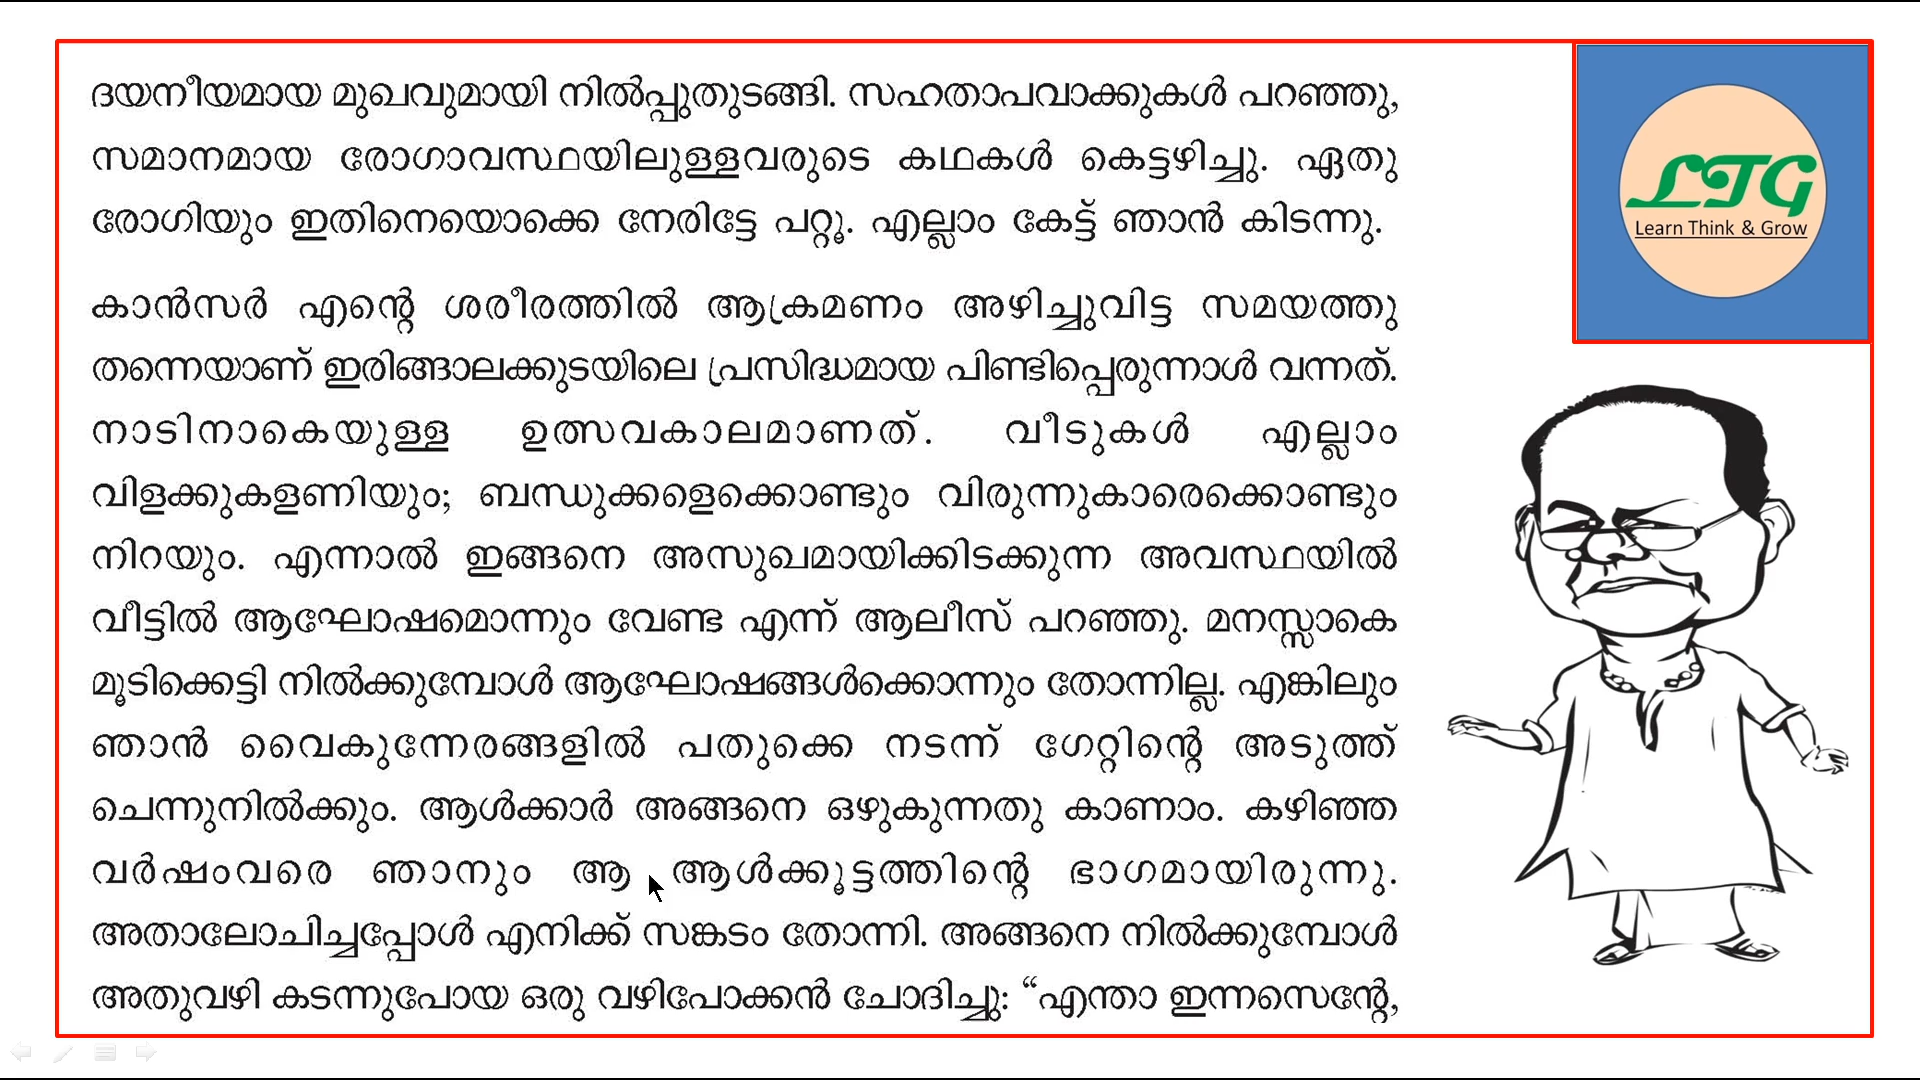 ദയനീയമായ മുഖവുമായി നിൽപ്പുതുടങ്ങി. സഹതാപവാക്കുകൾ പറഞ്ഞു,
സമാനമായ രോഗാവസ്ഥയിലുള്ളവരുടെ കഥകൾ കെട്ടഴിച്ചു. ഏതു
രോഗിയും ഇതിനെയൊക്കെ നേരിട്ടേ പറ്റൂ. എല്ലാം കേട്ട് ഞാൻ കിടന്നു.
കാൻസർ എന്റെ ശരീരത്തിൽ ആക്രമണം അഴിച്ചുവിട്ട സമയത്തു
തന്നെയാണ് ഇരിങ്ങാലക്കുടയിലെ പ്രസിദ്ധമായ പിണ്ടിപ്പെരുന്നാൾ വന്നത്.
നാടിനാകെയുള്ള ഉത്സവകാലമാണത്. വീടുകൾ എല്ലാം
വിളക്കുകളണിയും; ബന്ധുക്കളെക്കൊണ്ടും വിരുന്നുകാരെക്കൊണ്ടും
നിറയും. എന്നാൽ ഇങ്ങനെ അസുഖമായിക്കിടക്കുന്ന അവസ്ഥയിൽ
വീട്ടിൽ ആഘോഷമൊന്നും വേണ്ട എന്ന് ആലീസ് പറഞ്ഞു. മനസ്സാകെ
മൂടിക്കെട്ടി നിൽക്കുമ്പോൾ ആഘോഷങ്ങൾക്കൊന്നും തോന്നില്ല. എങ്കിലും
ഞാൻ വൈകുന്നേരങ്ങളിൽ പതുക്കെ നടന്ന് ഗേറ്റിന്റെ അടുത്ത്
ചെന്നുനിൽക്കും. ആൾക്കാർ അങ്ങനെ ഒഴുകുന്നതു കാണാം. കഴിഞ്ഞ
വർഷംവരെ ഞാനും ആ ആൾക്കൂട്ടത്തിന്റെ ഭാഗമായിരുന്നു.
അതാലോചിച്ചപ്പോൾ എനിക്ക് സങ്കടം തോന്നി. അങ്ങനെ നിൽക്കുമ്പോൾ
അതുവഴി കടന്നുപോയ ഒരു വഴിപോക്കൻ ചോദിച്ചു: “എന്താ ഇന്നസെന്റേ,
LTG
Learn Think & Grow